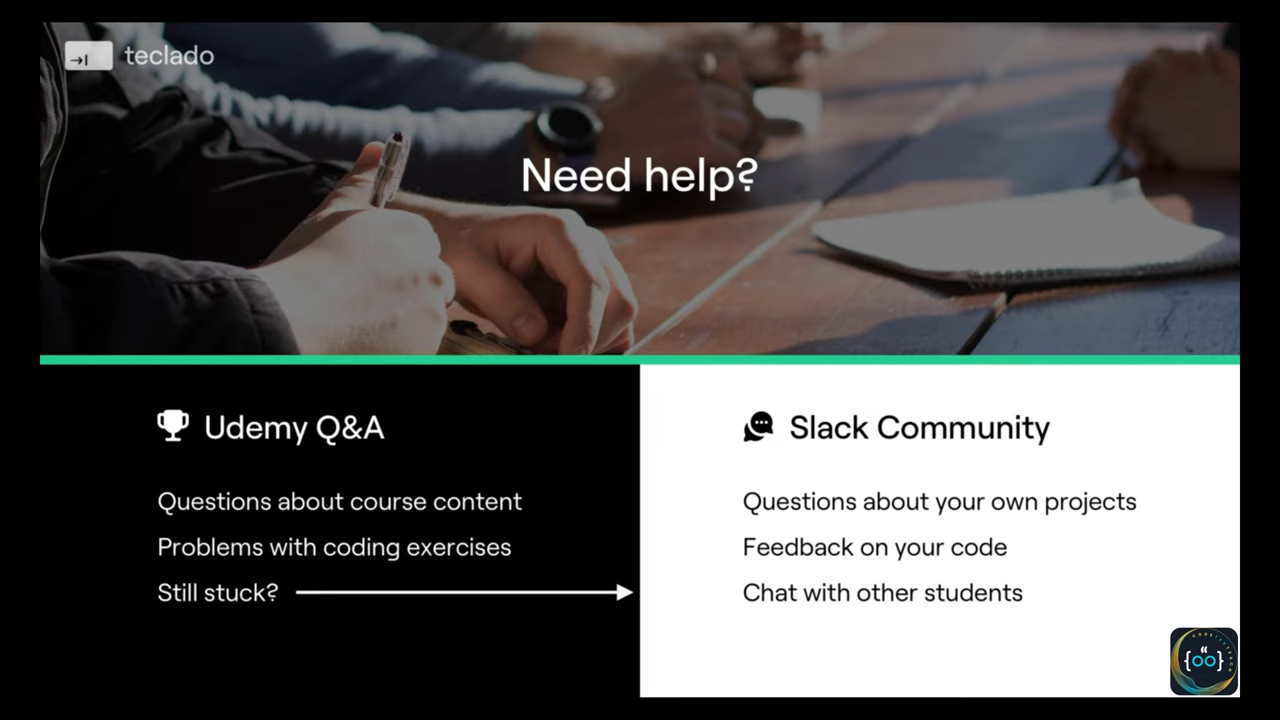 teclado
Need help?
Udemy Q&A
Questions about course content
Problems with coding exercises
Still stuck?
Slack Community
Questions about your own projects
Feedback on your code
Chat with other students